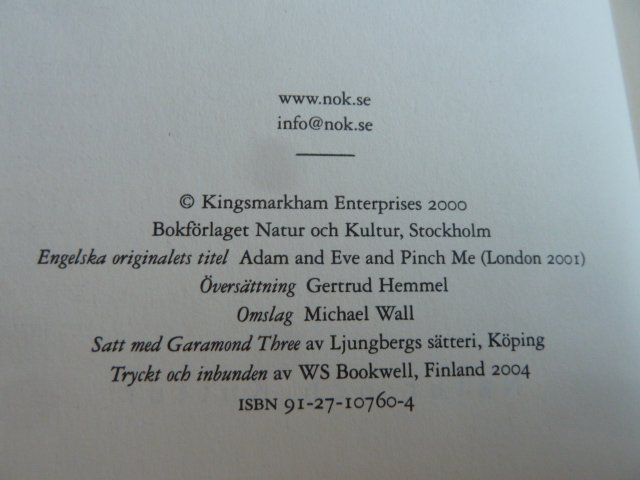 www.nok.se
info@nok.se
© Kingsmarkham Enterprises 2000
Bokförlaget Natur och Kultur, Stockholm
Engelska originalets titel Adam and Eve and Pinch Me (London 2001)
Översättning Gertrud Hemmel
Omslag Michael Wall
Satt med Garamond Three av Ljungbergs sätteri, Köping
Tryckt och inbunden av WS Bookwell, Finland 2004
ISBN 91-27-10760-4